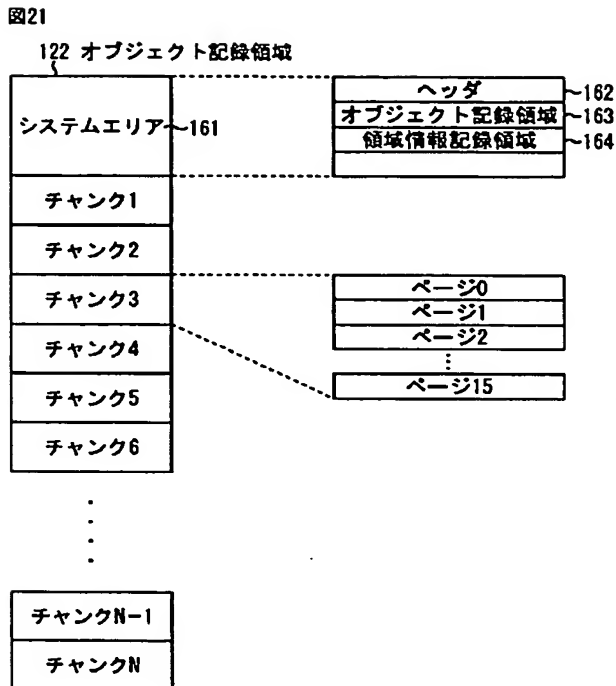 図21
122 オブジェクト記録領域
システムエリア
161
ヘッダ
162
オブジェクト記録領域
163
領域情報記録領域
164
チャンク1
チャンク2
チャンク3
チャンク4
チャンク5
チャンク6
チャンクN-1
チャンクN
ページ0
ページ1
ページ2
ページ15